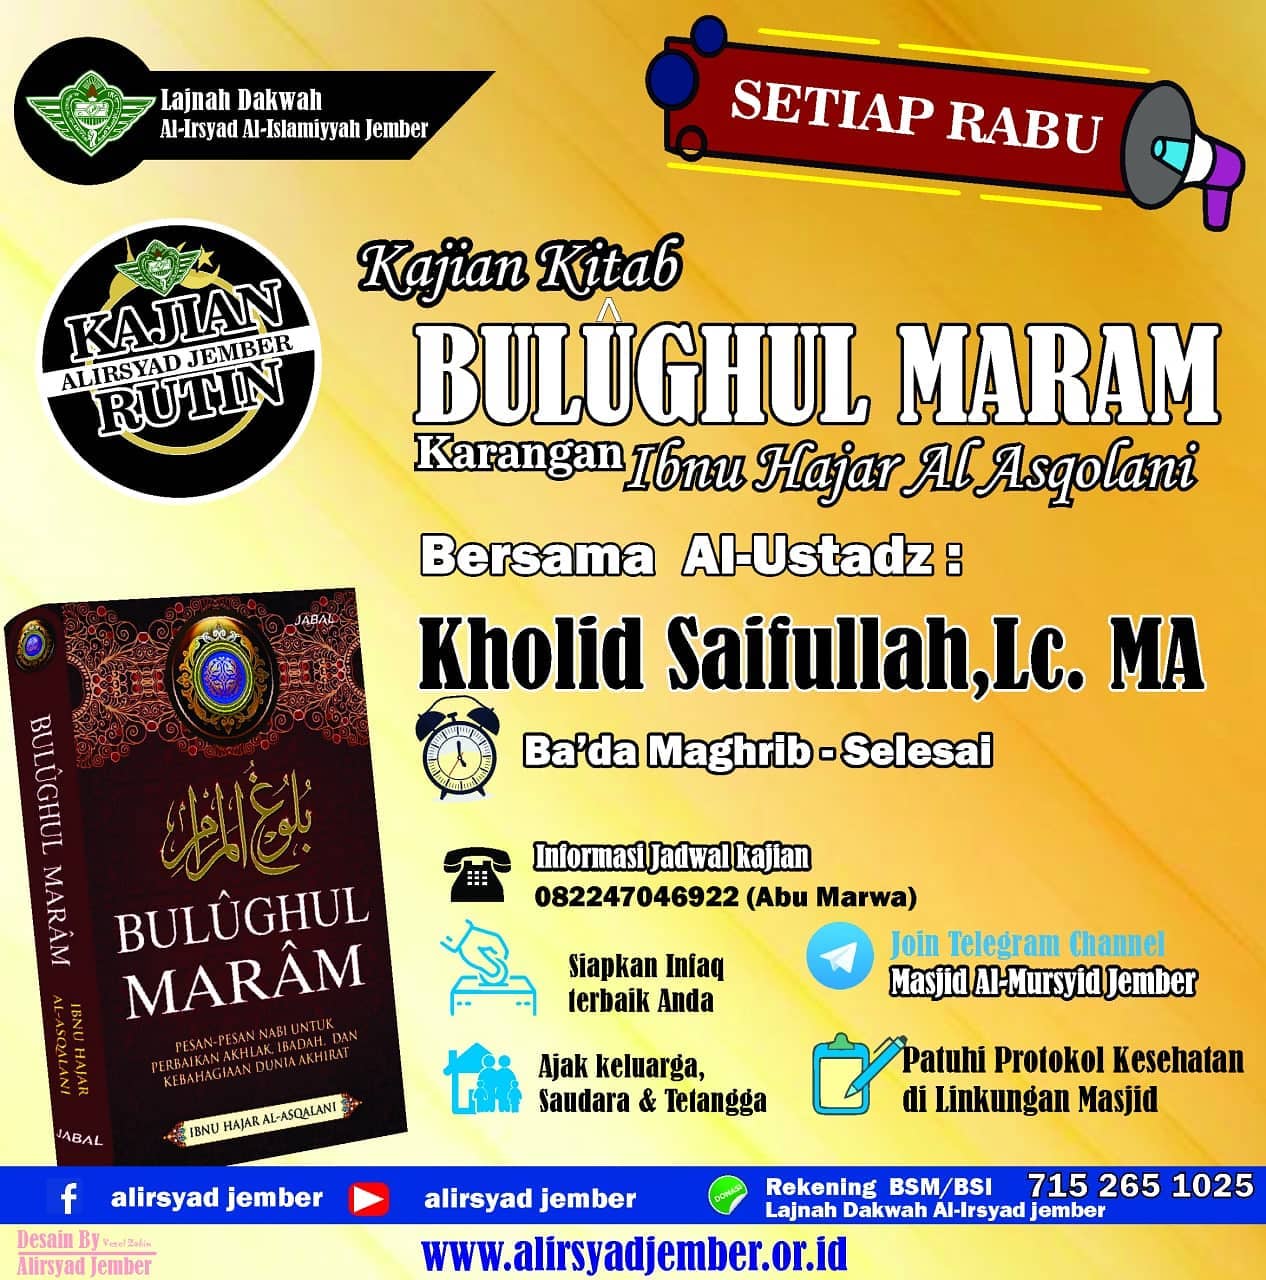 Lajnah Dakwah
Al-Irsyad Al-Islamiyyah Jember
SETIAP RABU
KAJIAN
ALIRSYAD JEMBER
RUTIN
Kajian Kitab
BULÛGHUL MARAM
Karangan Ibnu Hajar Al Asqolani
Bersama Al-Ustadz :
Kholid Saifullah,Lc. MA
Ba'da Maghrib - Selesai
JABAL
بُلُوغُ المَرَام
BULÛGHUL
MARÂM
PESAN-PESAN NABI UNTUK
PERBAIKAN AKHLAK, IBADAH, DAN
KEBAHAGIAAN DUNIA AKHIRAT
IBNU HAJAR AL-ASQALANI
BULÛGHUL MARÂM
IBNU HAJAR
AL-ASQALANI
JABAL
Informasi Jadwal kajian
082247046922 (Abu Marwa)
Siapkan Infaq
terbaik Anda
Join Telegram Channel
Masjid Al-Mursyid Jember
Ajak keluarga,
Saudara & Tetangga
Patuhi Protokol Kesehatan
di Linkungan Masjid
alirsyad jember
alirsyad jember
DONASI
Rekening BSM/BSI 715 265 1025
Lajnah Dakwah Al-Irsyad jember
Desain By
Alirsyad Jember
www.alirsyadjember.or.id